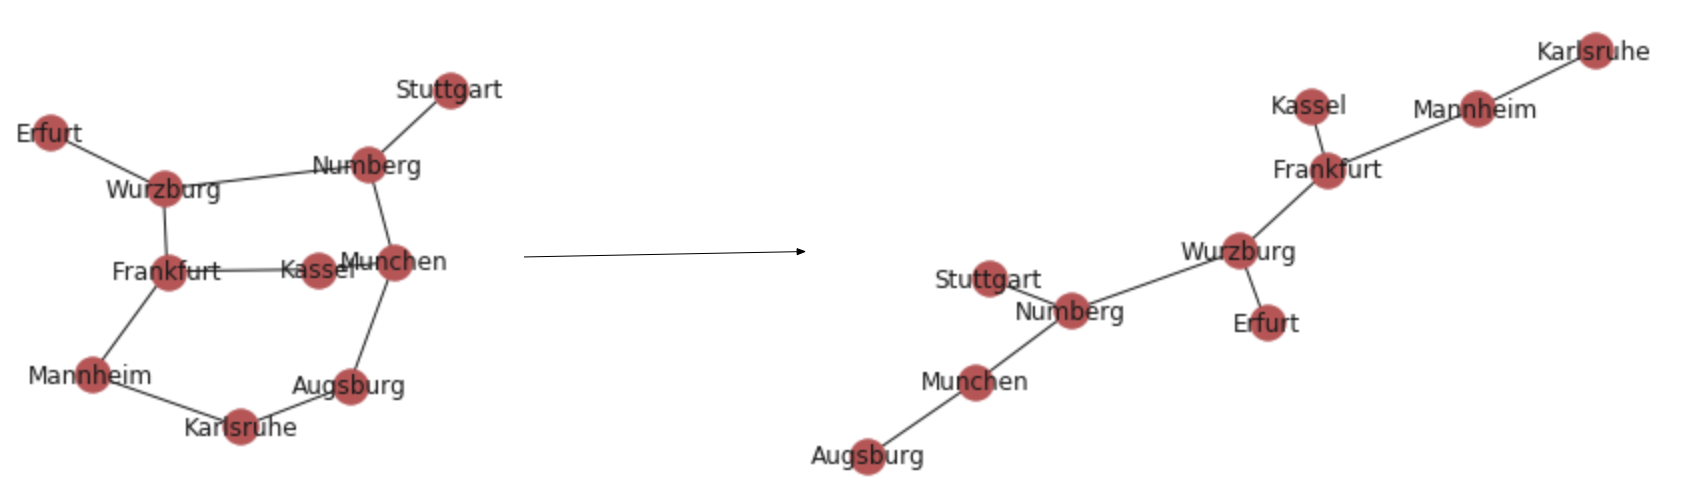 Stuttgart
Erfurt
Numberg
Wurzburg
Munchen
Kassel
Frankfurt
Mannheim
Augsburg
Karlsruhe
Karlsruhe
Kassel
Mannheim
Frankfurt
Wurzburg
Stuttgart
Numberg
Erfurt
Munchen
Augsburg